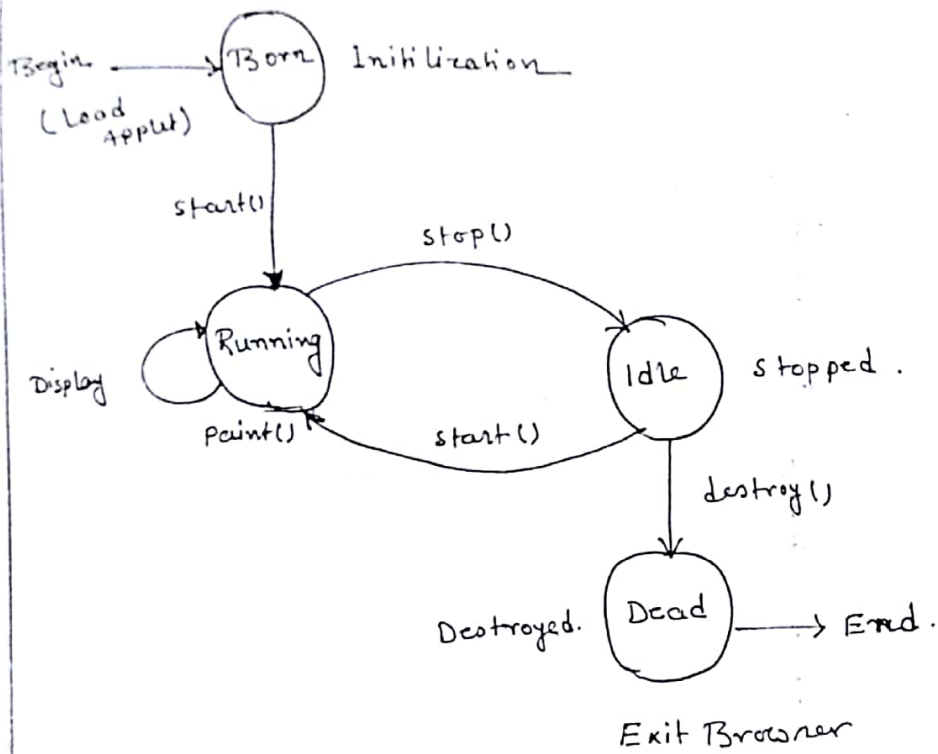 Begin
Born
Initilization
(Load
Applet)
start()
stop()
Running
Display
Paint()
Idle
Stopped.
start()
destroy()
Destroyed.
Dead
End.
Exit Browser